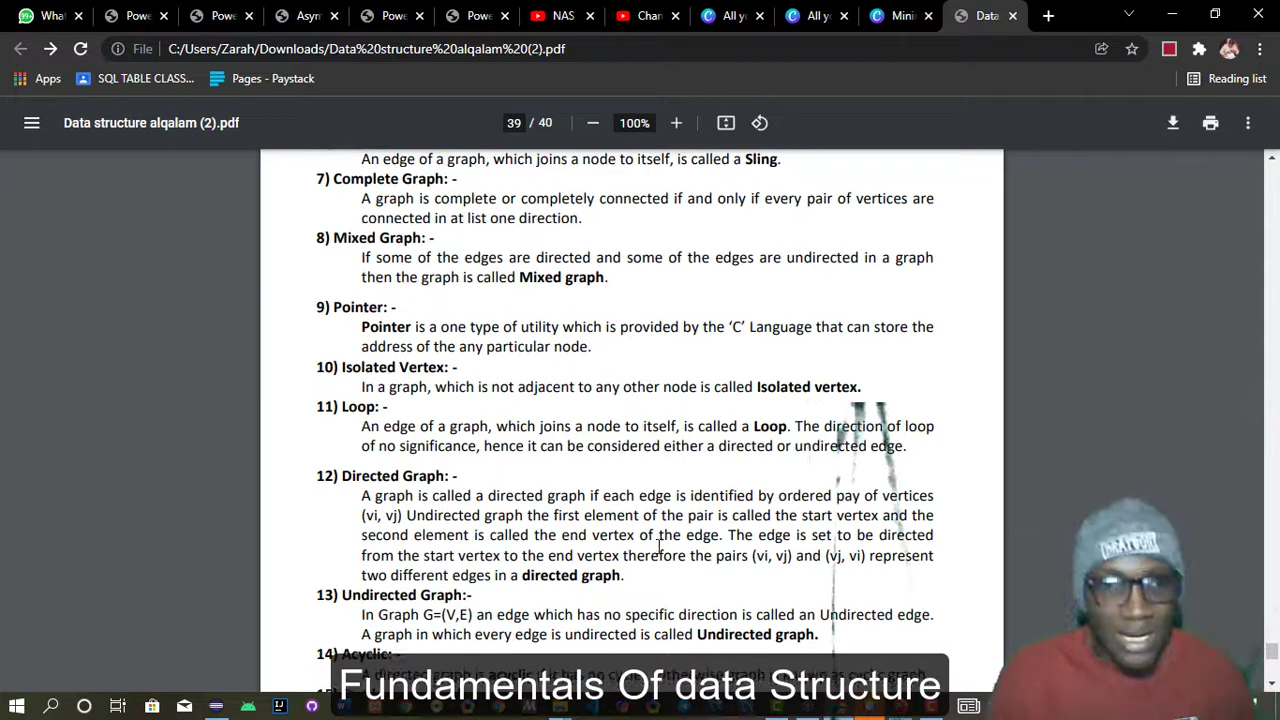 What
Powe
Powe
Asyn
Powe
Powe
NAS
Chan
All yo
All yo
Mini
Data
File
C:/Users/Zarah/Downloads/Data%20structure%20alqalam%20(2).pdf
Apps
SQL TABLE CLASS...
Pages - Paystack
Reading list
Data structure alqalam (2).pdf
39 / 40
100%
An edge of a graph, which joins a node to itself, is called a Sling.
7) Complete Graph: -
A graph is complete or completely connected if and only if every pair of vertices are
connected in at list one direction.
8) Mixed Graph: -
If some of the edges are directed and some of the edges are undirected in a graph
then the graph is called Mixed graph.
9) Pointer: -
Pointer is a one type of utility which is provided by the ‘C’ Language that can store the
address of the any particular node.
10) Isolated Vertex: -
In a graph, which is not adjacent to any other node is called Isolated vertex.
11) Loop: -
An edge of a graph, which joins a node to itself, is called a Loop. The direction of loop
of no significance, hence it can be considered either a directed or undirected edge.
12) Directed Graph: -
A graph is called a directed graph if each edge is identified by ordered pay of vertices
(vi, vj) Undirected graph the first element of the pair is called the start vertex and the
second element is called the end vertex of the edge. The edge is set to be directed
from the start vertex to the end vertex therefore the pairs (vi, vj) and (vj, vi) represent
two different edges in a directed graph.
13) Undirected Graph:-
In Graph G=(V,E) an edge which has no specific direction is called an Undirected edge.
A graph in which every edge is undirected is called Undirected graph.
14) Acyclic: -
Fundamentals Of data Structure